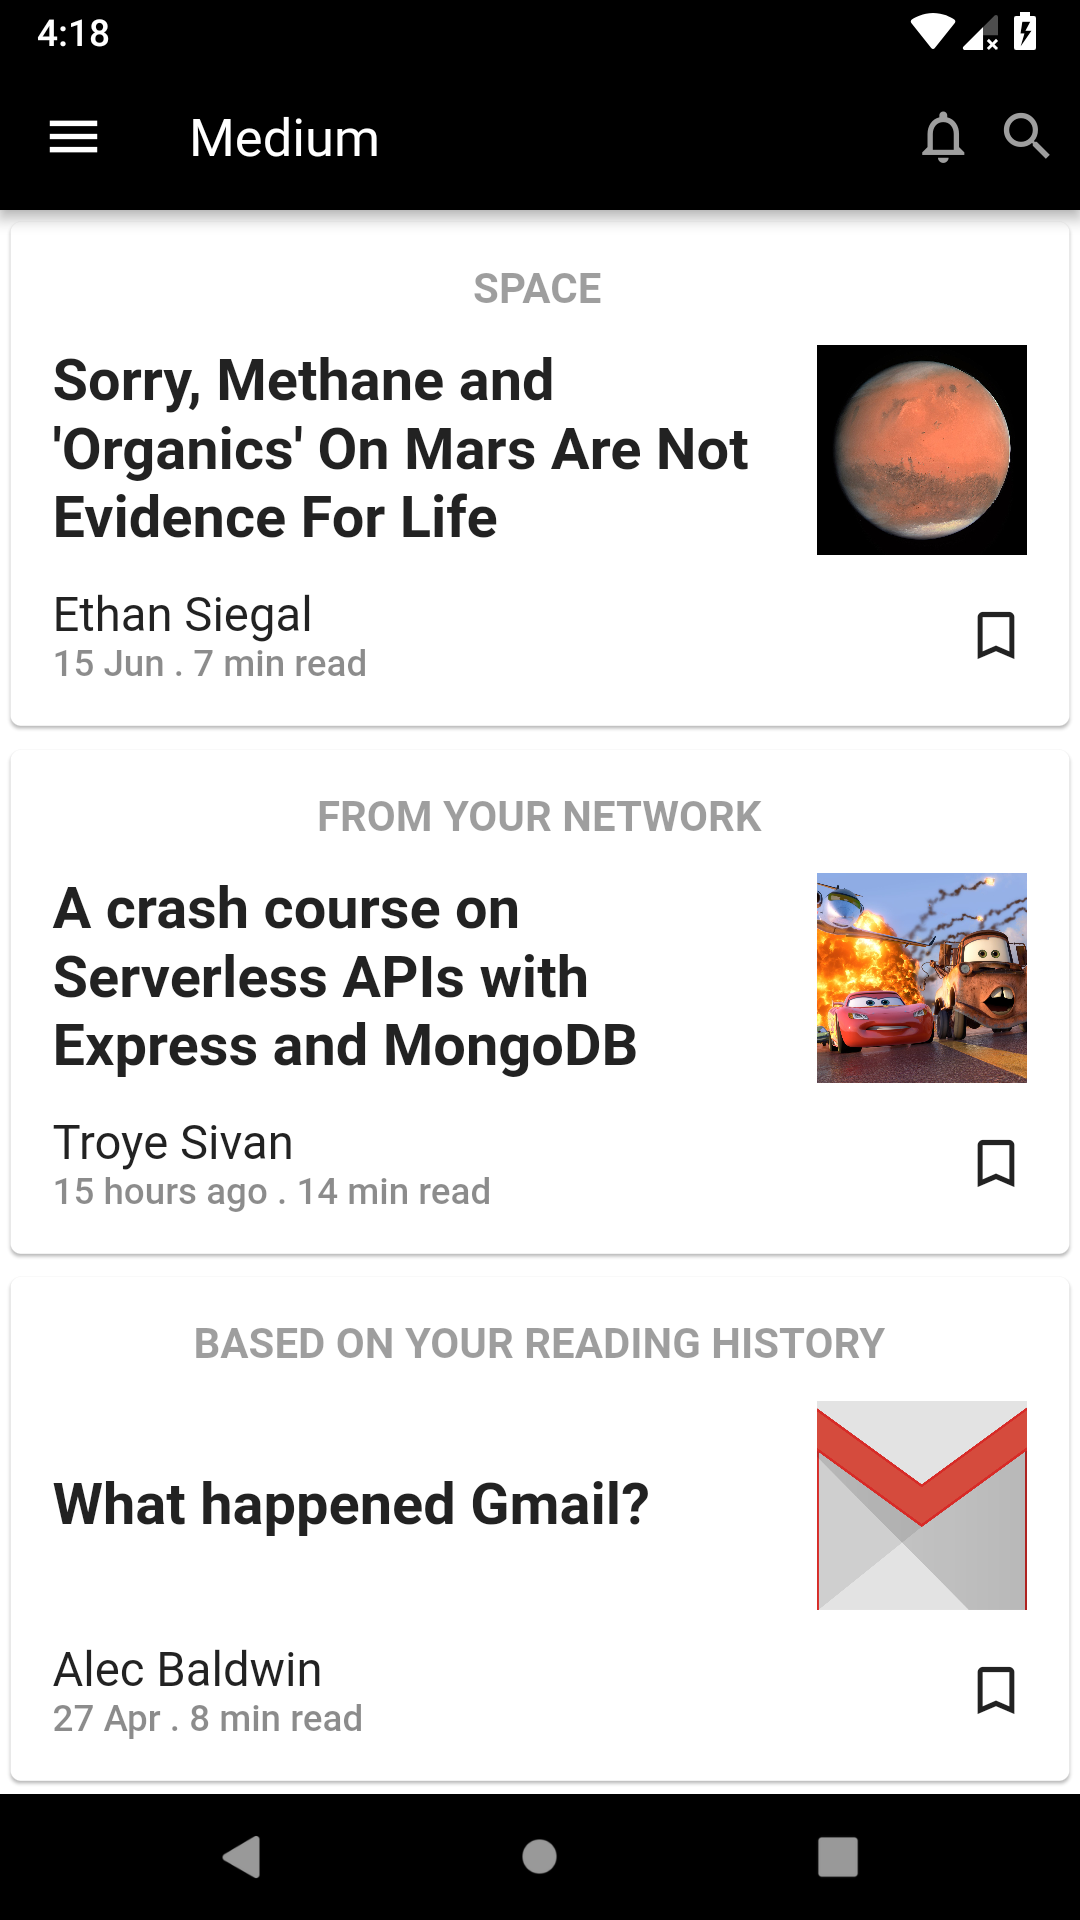 4:18
Medium
SPACE
Sorry, Methane and
'Organics' On Mars Are Not
Evidence For Life
Ethan Siegal
15 Jun . 7 min read
FROM YOUR NETWORK
A crash course on
Serverless APIs with
Express and MongoDB
Troye Sivan
15 hours ago . 14 min read
BASED ON YOUR READING HISTORY
What happened Gmail?
Alec Baldwin
27 Apr . 8 min read